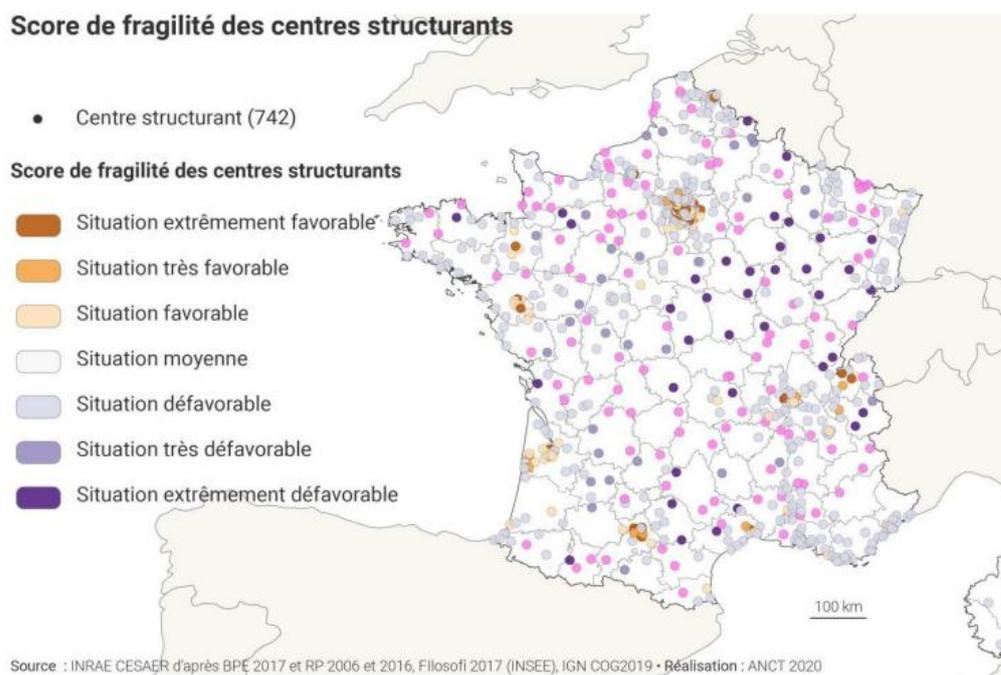 Score de fragilité des centres structurants
Centre structurant (742)
Score de fragilité des centres structurants
Situation extrêmement favorable
Situation très favorable
Situation favorable
Situation moyenne
Situation défavorable
Situation très défavorable
Situation extrêmement défavorable
100 km
Source : INRAE CESAER d'après BPE 2017 et RP 2006 et 2016, FIlosofi 2017 (INSEE), IGN COG2019 • Réalisation : ANCT 2020